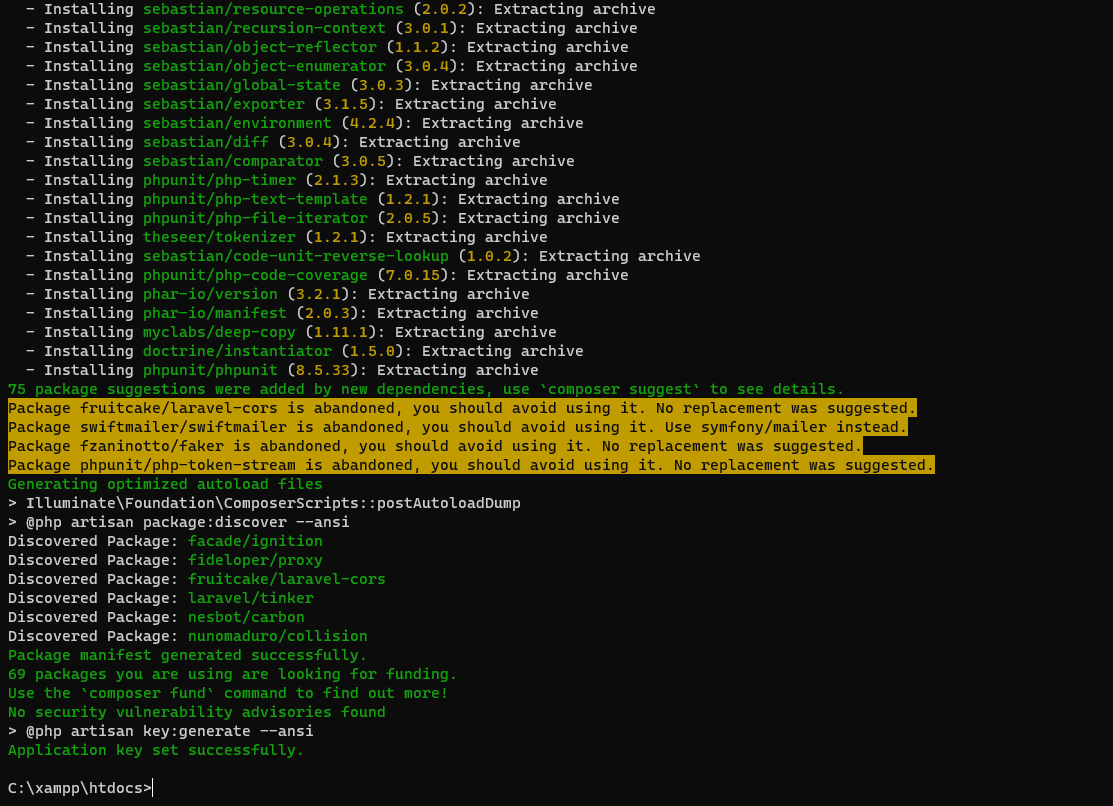 - Installing sebastian/resource-operations (2.0.2): Extracting archive
- Installing sebastian/recursion-context (3.0.1): Extracting archive
- Installing sebastian/object-reflector (1.1.2): Extracting archive
- Installing sebastian/object-enumerator (3.0.4): Extracting archive
- Installing sebastian/global-state (3.0.3): Extracting archive
- Installing sebastian/exporter (3.1.5): Extracting archive
- Installing sebastian/environment (4.2.4): Extracting archive
- Installing sebastian/diff (3.0.4): Extracting archive
- Installing sebastian/comparator (3.0.5): Extracting archive
- Installing phpunit/php-timer (2.1.3): Extracting archive
- Installing phpunit/php-text-template (1.2.1): Extracting archive
- Installing phpunit/php-file-iterator (2.0.5): Extracting archive
- Installing theseer/tokenizer (1.2.1): Extracting archive
- Installing sebastian/code-unit-reverse-lookup (1.0.2): Extracting archive
- Installing phpunit/php-code-coverage (7.0.15): Extracting archive
- Installing phar-io/version (3.2.1): Extracting archive
- Installing phar-io/manifest (2.0.3): Extracting archive
- Installing myclabs/deep-copy (1.11.1): Extracting archive
- Installing doctrine/instantiator (1.5.0): Extracting archive
- Installing phpunit/phpunit (8.5.33): Extracting archive
75 package suggestions were added by new dependencies, use `composer suggest` to see details.
Package fruitcake/laravel-cors is abandoned, you should avoid using it. No replacement was suggested.
Package swiftmailer/swiftmailer is abandoned, you should avoid using it. Use symfony/mailer instead.
Package fzaninotto/faker is abandoned, you should avoid using it. No replacement was suggested.
Package phpunit/php-token-stream is abandoned, you should avoid using it. No replacement was suggested.
Generating optimized autoload files
> Illuminate\Foundation\ComposerScripts::postAutoloadDump
> @php artisan package:discover --ansi
Discovered Package: facade/ignition
Discovered Package: fideloper/proxy
Discovered Package: fruitcake/laravel-cors
Discovered Package: laravel/tinker
Discovered Package: nesbot/carbon
Discovered Package: nunomaduro/collision
Package manifest generated successfully.
69 packages you are using are looking for funding.
Use the `composer fund` command to find out more!
No security vulnerability advisories found
> @php artisan key:generate --ansi
Application key set successfully.
C:\xampp\htdocs>